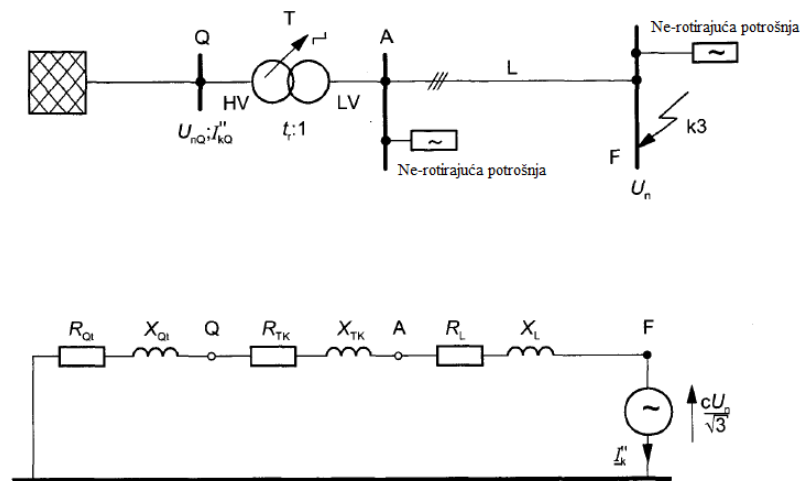 Ne-rotirajuća potrošnja
T
Q
A
L
HV
LV
k3
U_nQ; I''_kQ
t_r:1
F
Ne-rotirajuća potrošnja
U_n
R_Qt X_Qt Q R_TK X_TK A R_L X_L F
cU_n
√3
I''_k